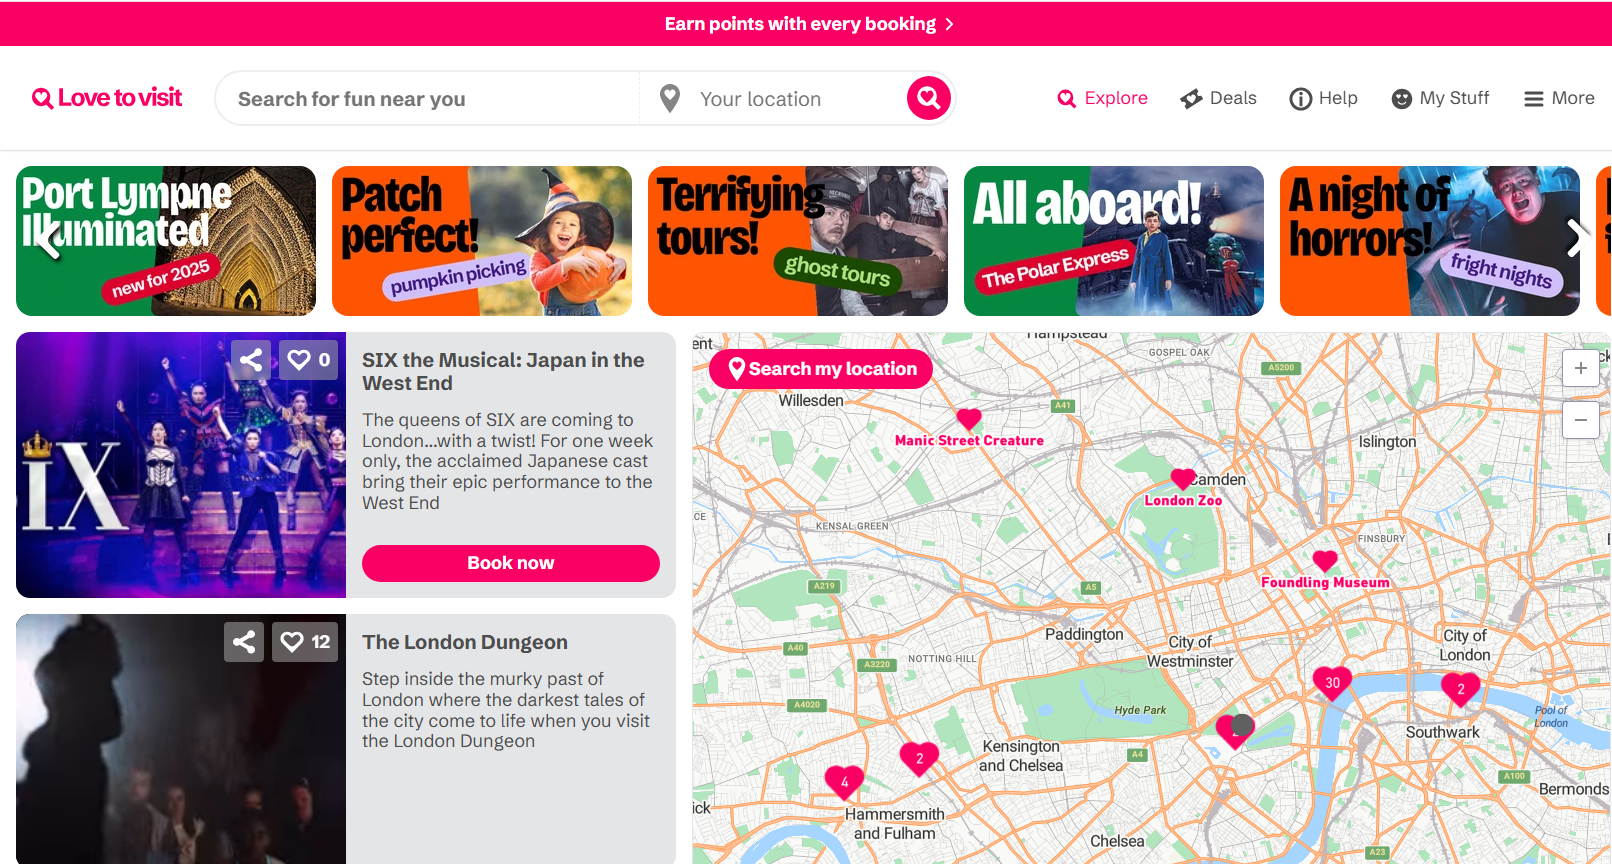 Earn points with every booking
Love to visit
Search for fun near you
Your location
Explore
Deals
Help
My Stuff
More
Port Lympne
Illuminated
new for 2025
Patch
perfect!
pumpkin picking
Terrifying
tours!
ghost tours
All aboard!
The Polar Express
A night of
horrors!
fright nights
0
SIX the Musical: Japan in the
West End
The queens of SIX are coming to
London...with a twist! For one week
only, the acclaimed Japanese cast
bring their epic performance to the
West End
Book now
IX
12
The London Dungeon
Step inside the murky past of
London where the darkest tales of
the city come to life when you visit
the London Dungeon
Search my location
+
−
ent
Hampstead
GOSPEL OAK
A5200
ck
Willesden
A41
Manic Street Creature
Islington
Camden
London Zoo
CE
KENSAL GREEN
FINSBURY
Foundling Museum
A219
A5
Paddington
City of
Westminster
City of
London
A40
A3220
NOTTING HILL
30
2
A4020
Hyde Park
Pool of
London
Southwark
Kensington
and Chelsea
A4
2
4
A100
Bermonds
ick
Hammersmith
and Fulham
Chelsea
A23